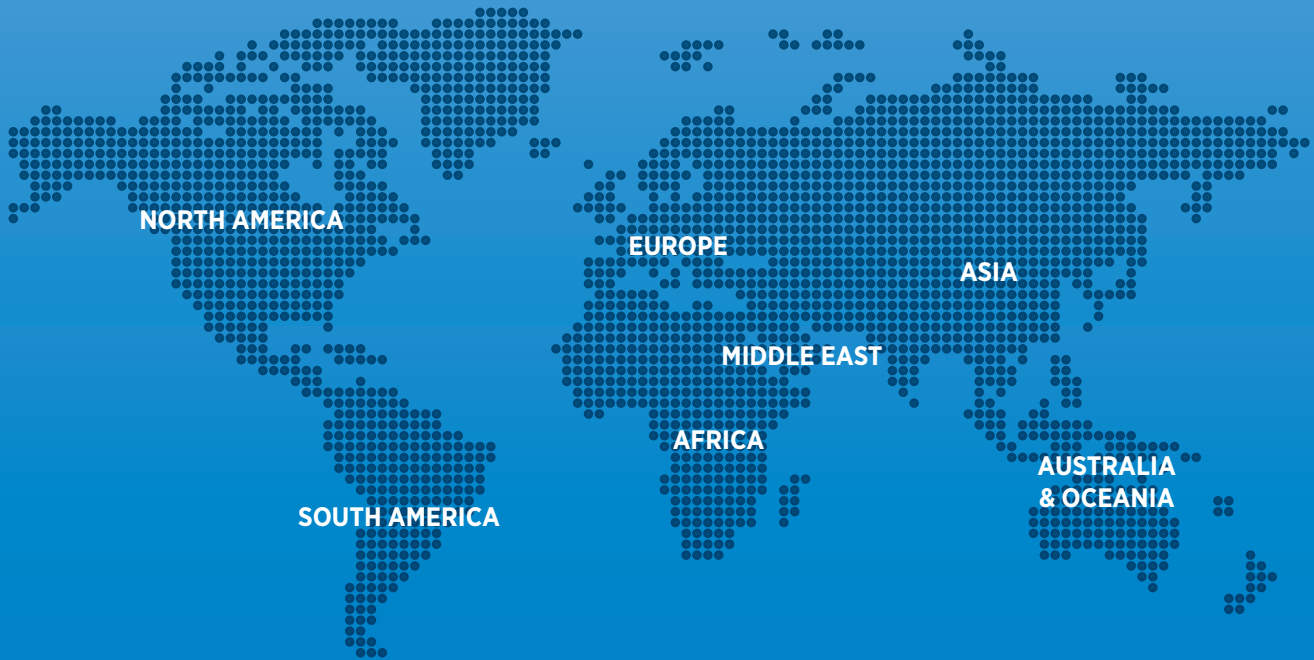 NORTH AMERICA
EUROPE
ASIA
MIDDLE EAST
AFRICA
AUSTRALIA
& OCEANIA
SOUTH AMERICA